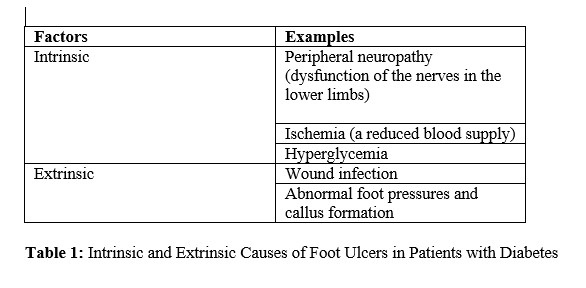 Factors Examples
Intrinsic Peripheral neuropathy
(dysfunction of the nerves in the
lower limbs)
Ischemia (a reduced blood supply)
Hyperglycemia
Extrinsic Wound infection
Abnormal foot pressures and
callus formation
Table 1: Intrinsic and Extrinsic Causes of Foot Ulcers in Patients with Diabetes